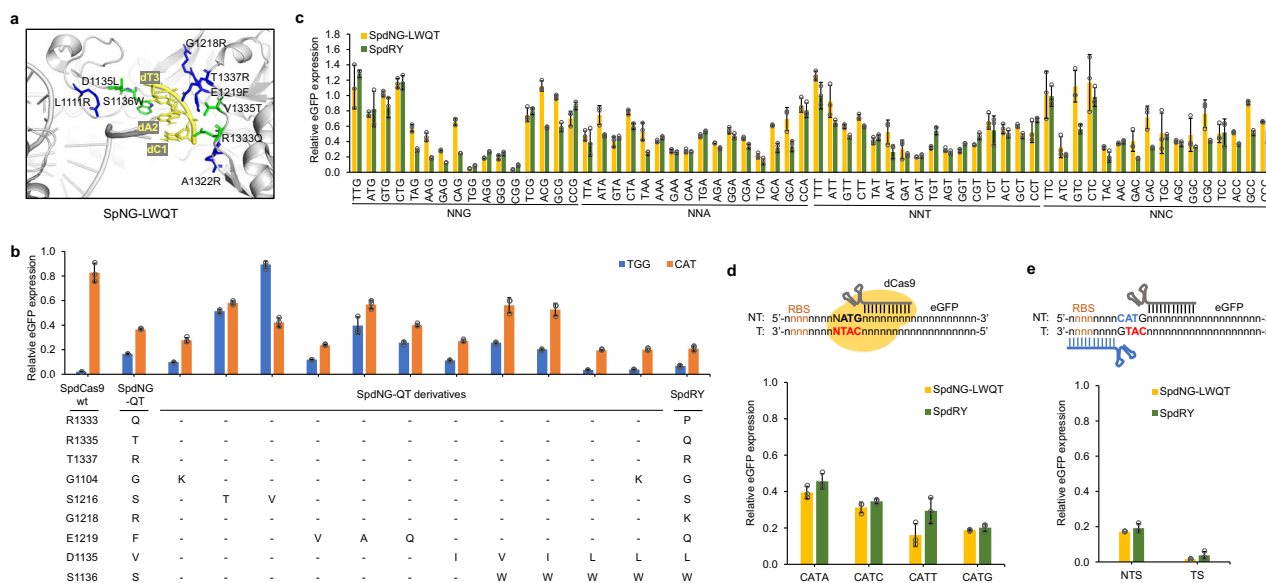 a
G1218R
D1135L
dT3
T1337R
S1136W
E1219F
L1111R
V1335T
dA2
R1333Q
dC1
A1322R
SpNG-LWQT
c
SpdNG-LWQT
SpdRY
Relative eGFP expression
1.8
1.6
1.4
1.2
1.0
0.8
0.6
0.4
0.2
0.0
TTG ATG GTG CTG TAG AAG GAG CAG TGG AGG GGG CGG TCG ACG GCG CCG TTA ATA GTA CTA TAA AAA GAA CAA TGA AGA GGA CGA TCA ACA GCA CCA TTT ATT GTT CTT TAT AAT GAT CAT TGT AGT GGT CGT TCT ACT GCT CCT TTC ATC GTC CTC TAC AAC GAC CAC TGC AGC GGC CGC TCC ACC GCC
NNG NNA NNT NNC
b
TGG CAT
Relaltvie eGFP expression
1.0
0.8
0.6
0.4
0.2
0.0
SpdCas9 wt
SpdNG -QT
SpdNG-QT derivatives
SpdRY
R1333 Q - - - - - - - - - - - P
R1335 T - - - - - - - - - - - Q
T1337 R - - - - - - - - - - - R
G1104 G K - - - - - - - - - K G
S1216 S - T V - - - - - - - - S
G1218 R - - - - - - - - - - - K
E1219 F - - - V A Q - - - - - Q
D1135 V - - - - - - I V I L L L
S1136 S - - - - - - - W W W W W
d
dCas9
RBS
eGFP
NT: 5'-nnnnnnnnNATGnnnnnnnnnnnnnnnn-3'
T: 3'-nnnnnnnnNTACnnnnnnnnnnnnnnnn-5'
Relative eGFP expression
SpdNG-LWQT
SpdRY
1.0
0.8
0.6
0.4
0.2
0.0
CATA CATC CATT CATG
e
RBS
eGFP
Relative eGFP expression
SpdNG-LWQT
SpdRY
1.0
0.8
0.6
0.4
0.2
0.0
NTS TS